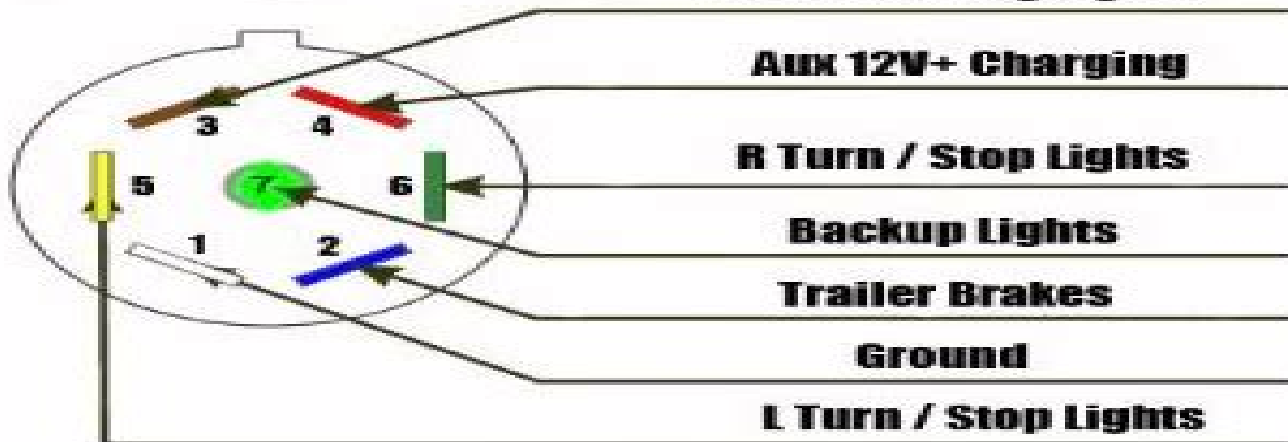 Aux 12V+ Charging
3
4
R Turn / Stop Lights
5
7
6
Backup Lights
1
2
Trailer Brakes
Ground
L Turn / Stop Lights